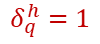 δ_q^h = 1